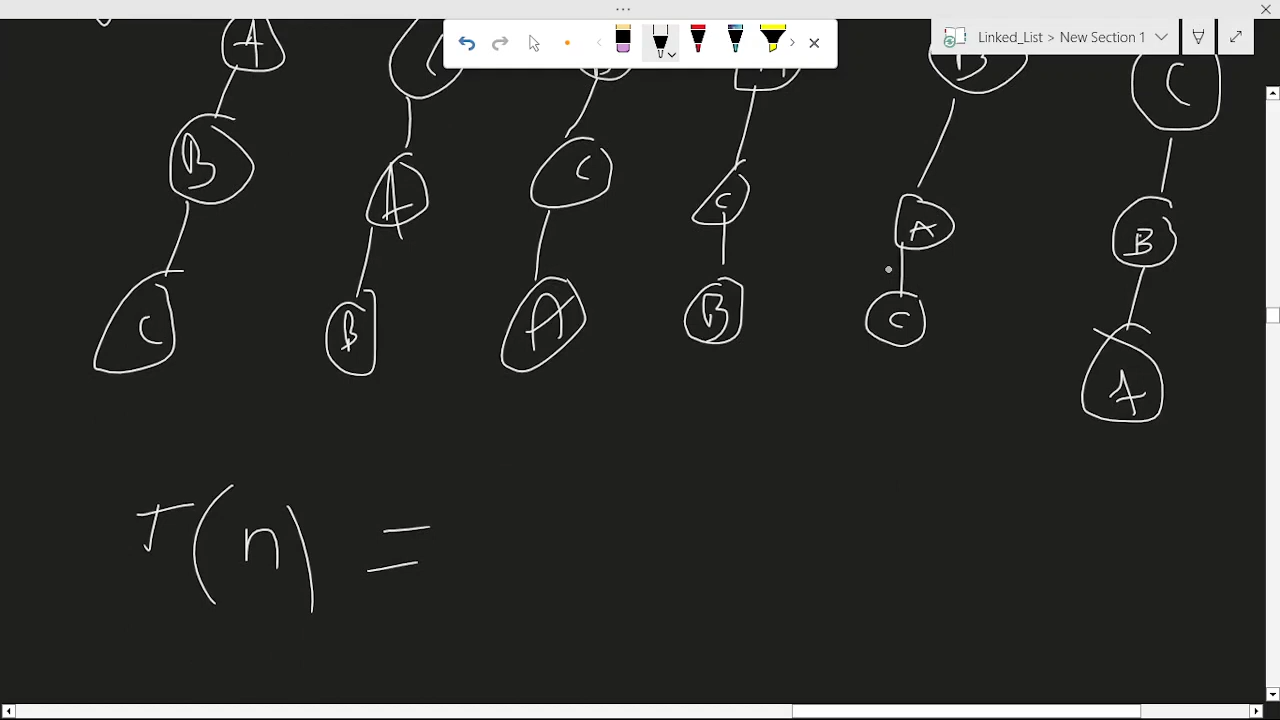 Linked_List > New Section 1
A C B A B C
B A C C A B
C B A B C A
T(n) =